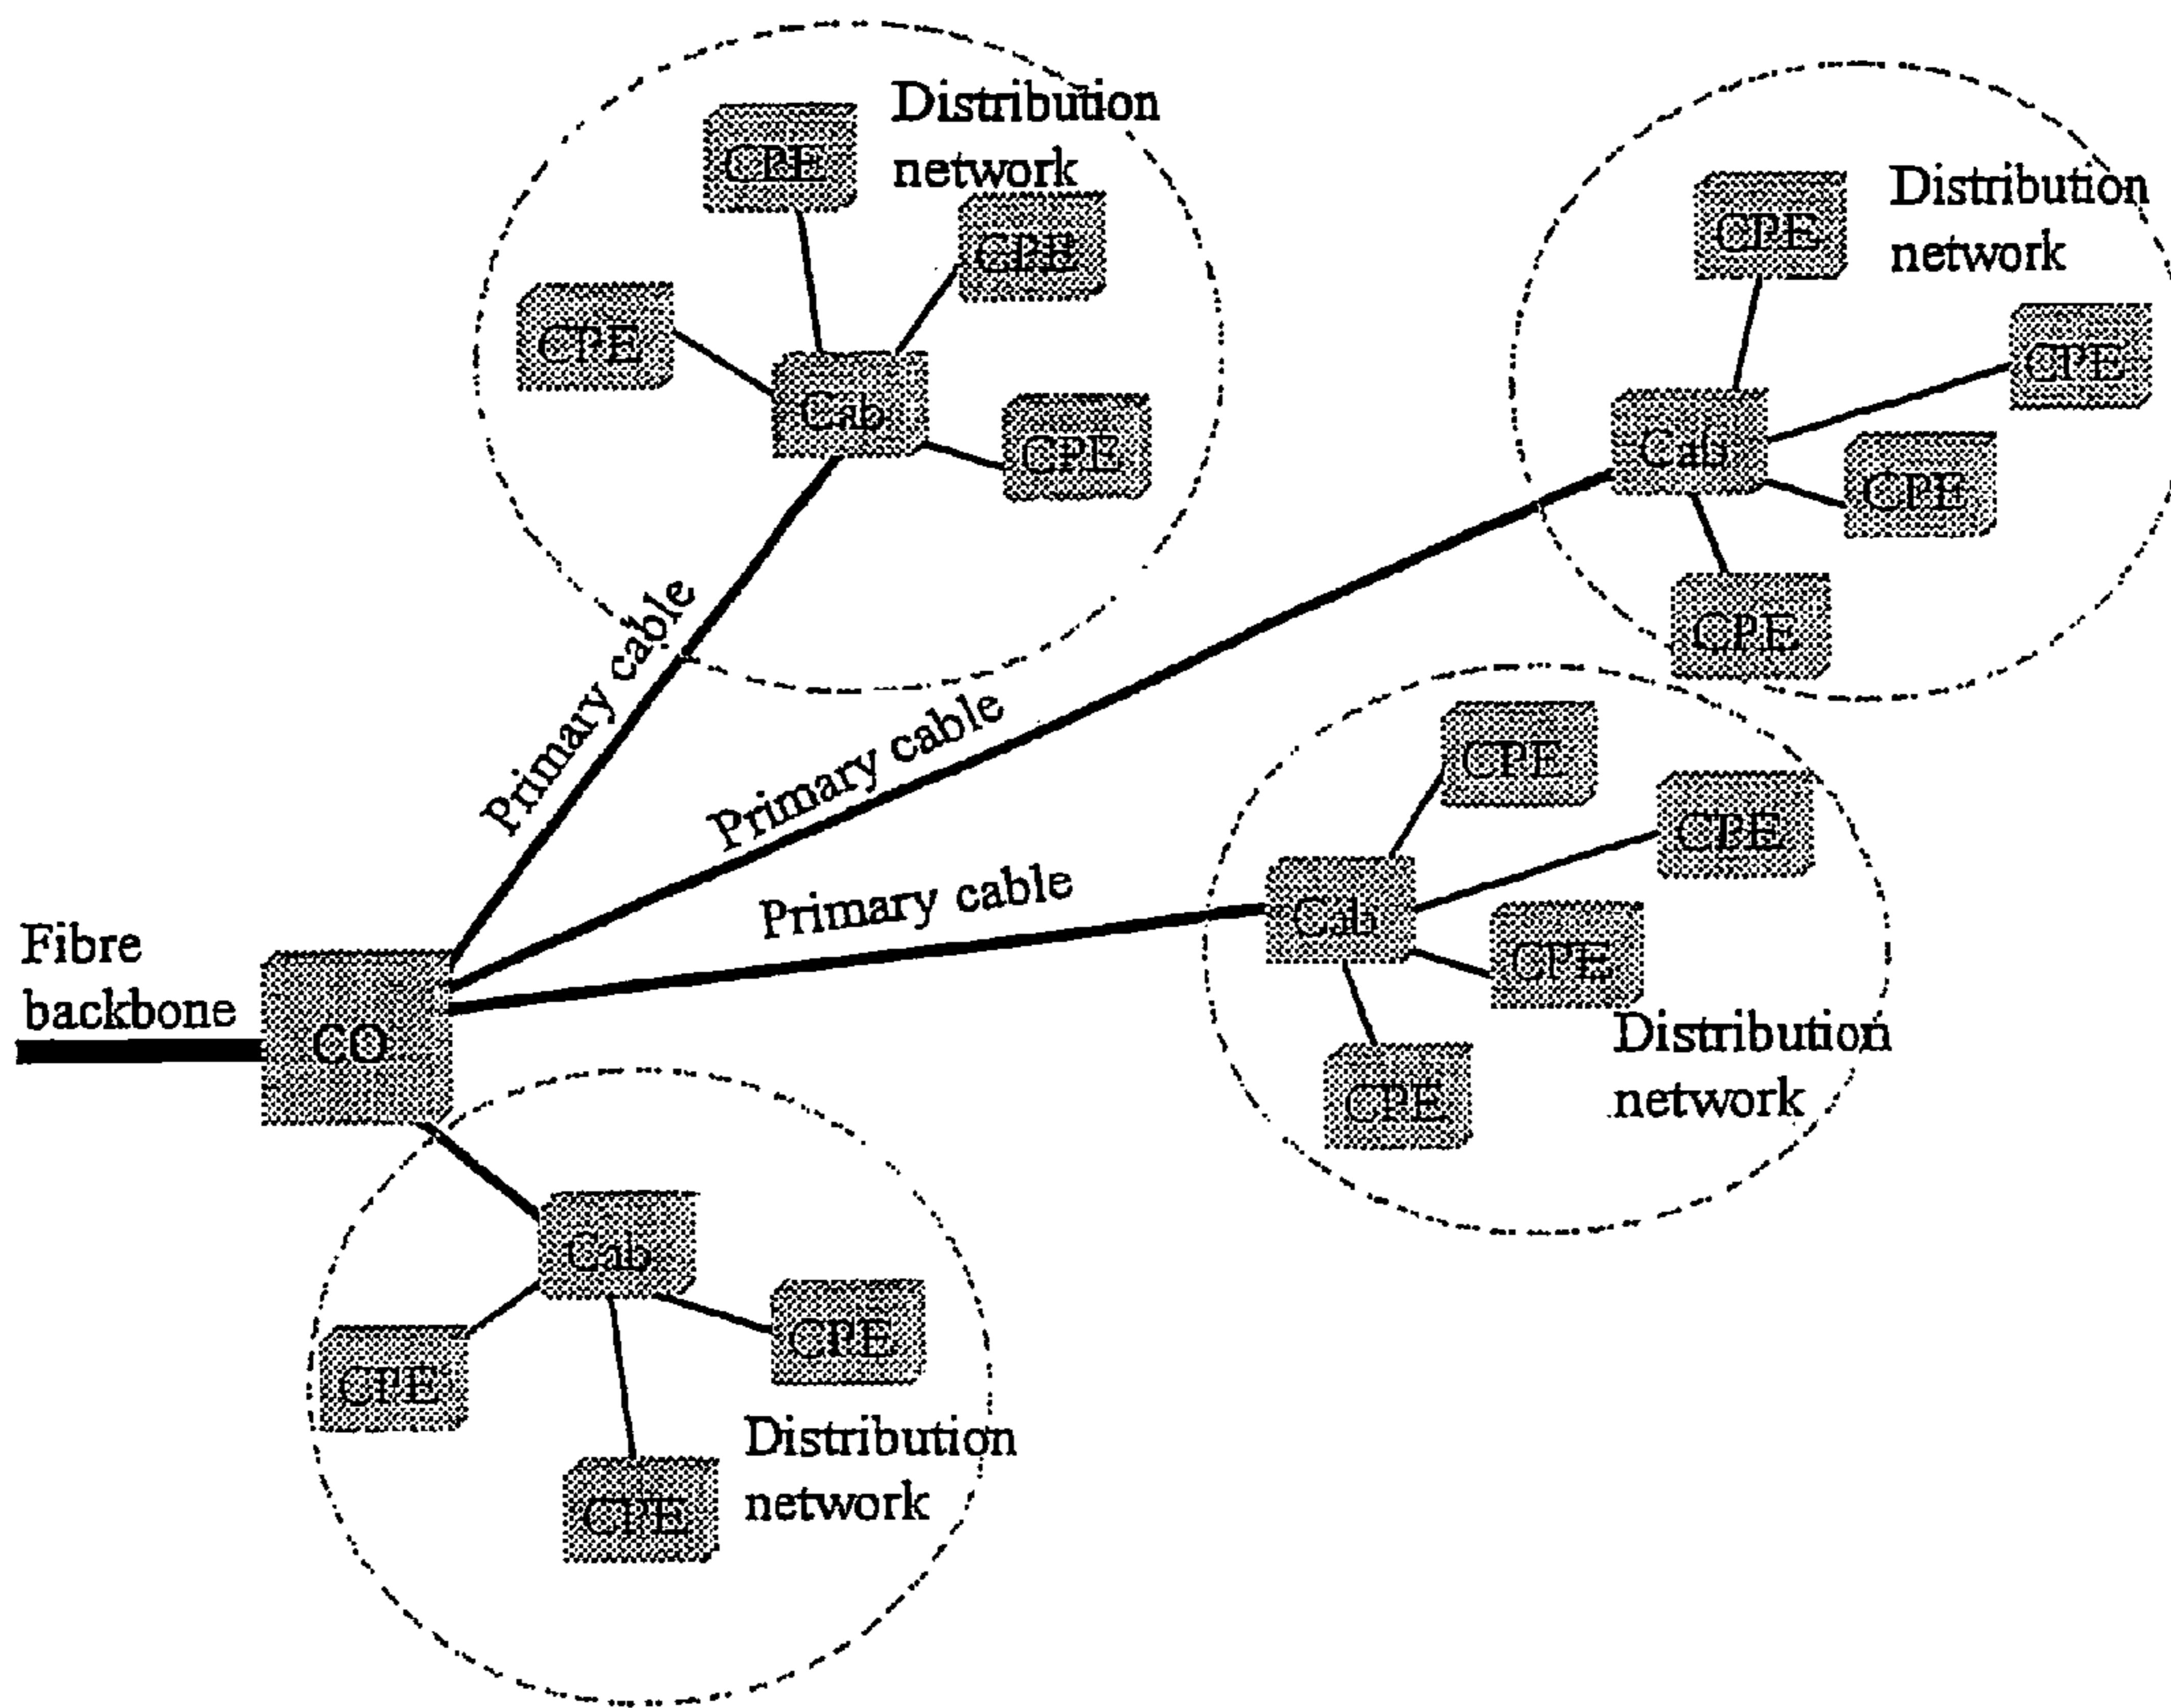 Distribution
network
CPE
CPE
CPE
Cab
CPE
Distribution
network
CPE
CPE
Cab
CPE
CPE
Primary cable
Primary cable
Primary cable
CPE
CPE
Cab
CPE
CPE
Distribution
network
Fibre
backbone
CO
Cab
CPE
CPE
CPE
Distribution
network